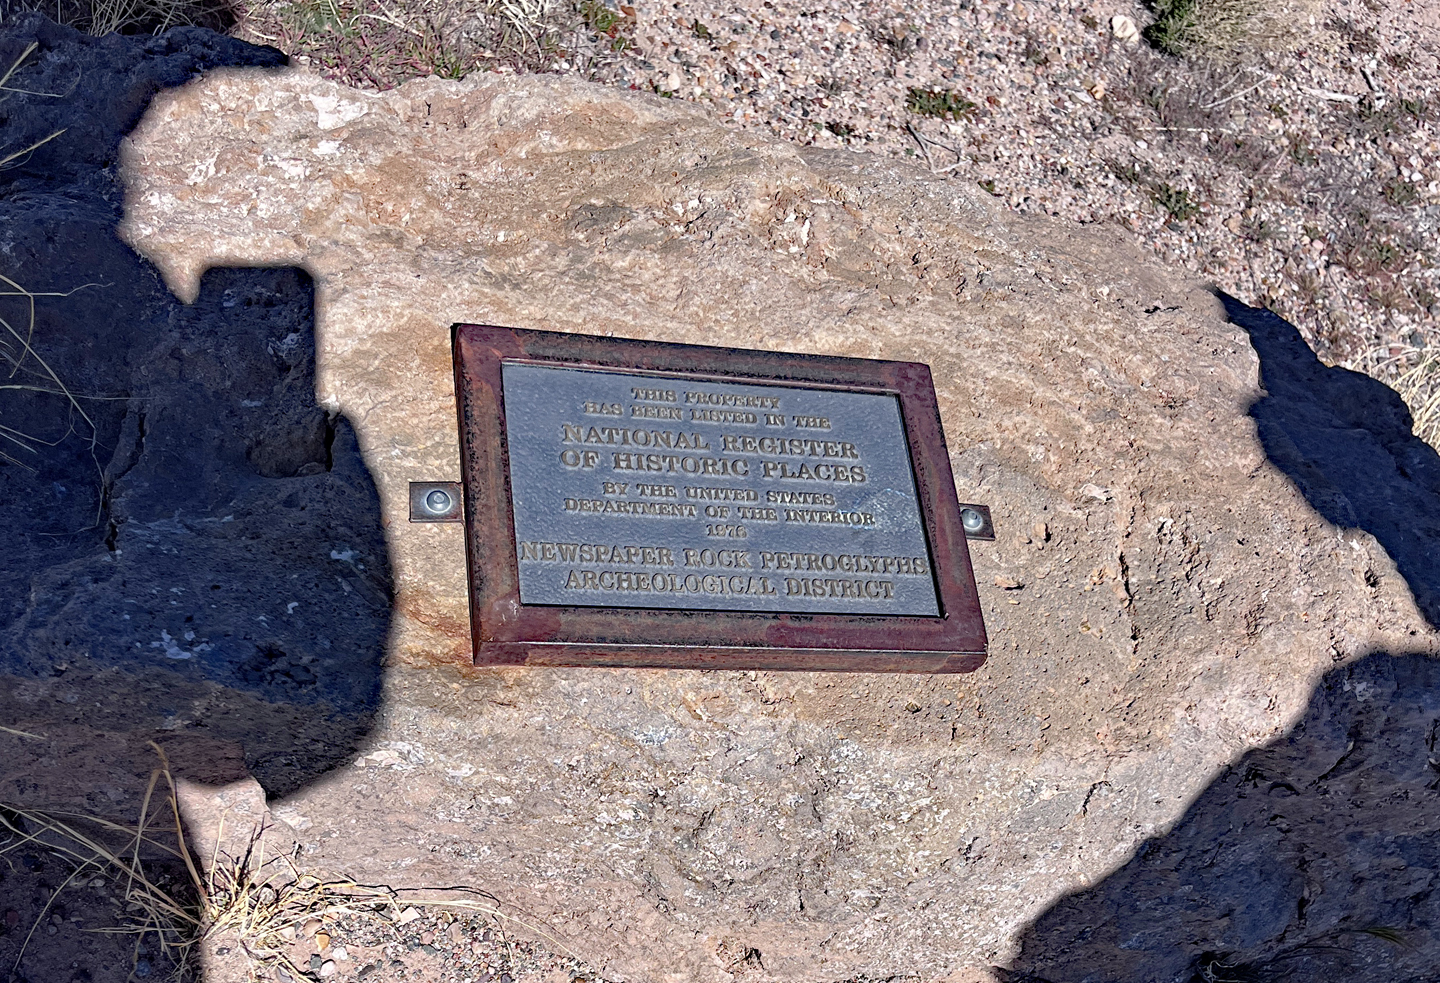 THIS PROPERTY
HAS BEEN LISTED IN THE
NATIONAL REGISTER
OF HISTORIC PLACES
BY THE UNITED STATES
DEPARTMENT OF THE INTERIOR
1976
NEWSPAPER ROCK PETROGLYPHS
ARCHEOLOGICAL DISTRICT